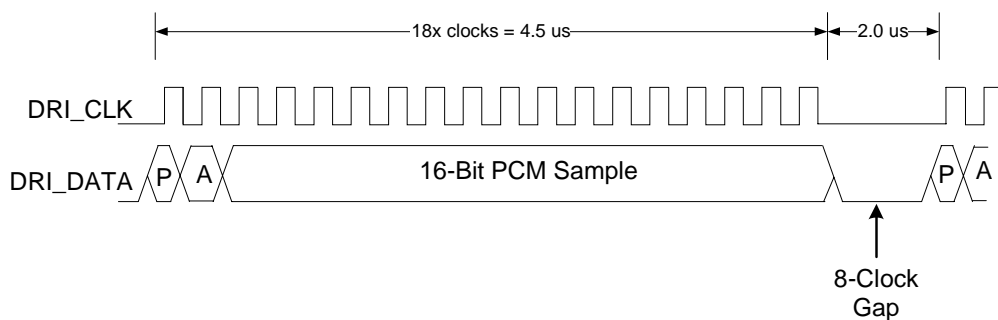 18x clocks = 4.5 us
2.0 us
DRI_CLK
DRI_DATA
P
A
16-Bit PCM Sample
P
A
8-Clock
Gap